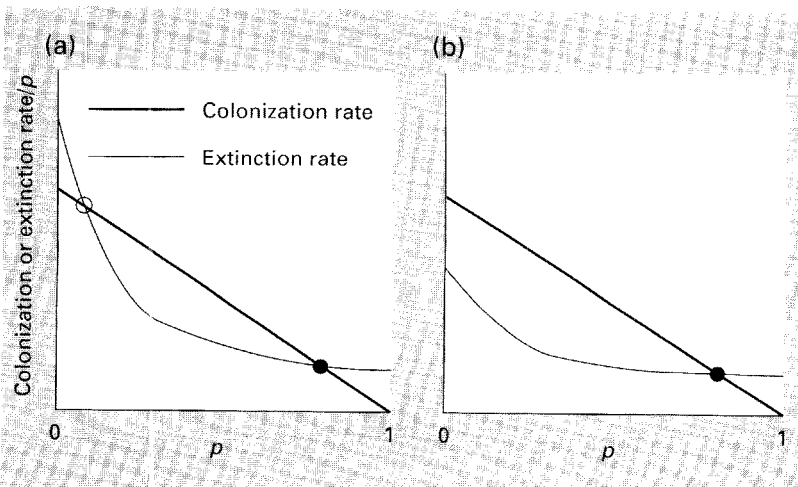 (a)
(b)
Colonization or extinction rate/p
Colonization rate
Extinction rate
0
p
1
0
p
1